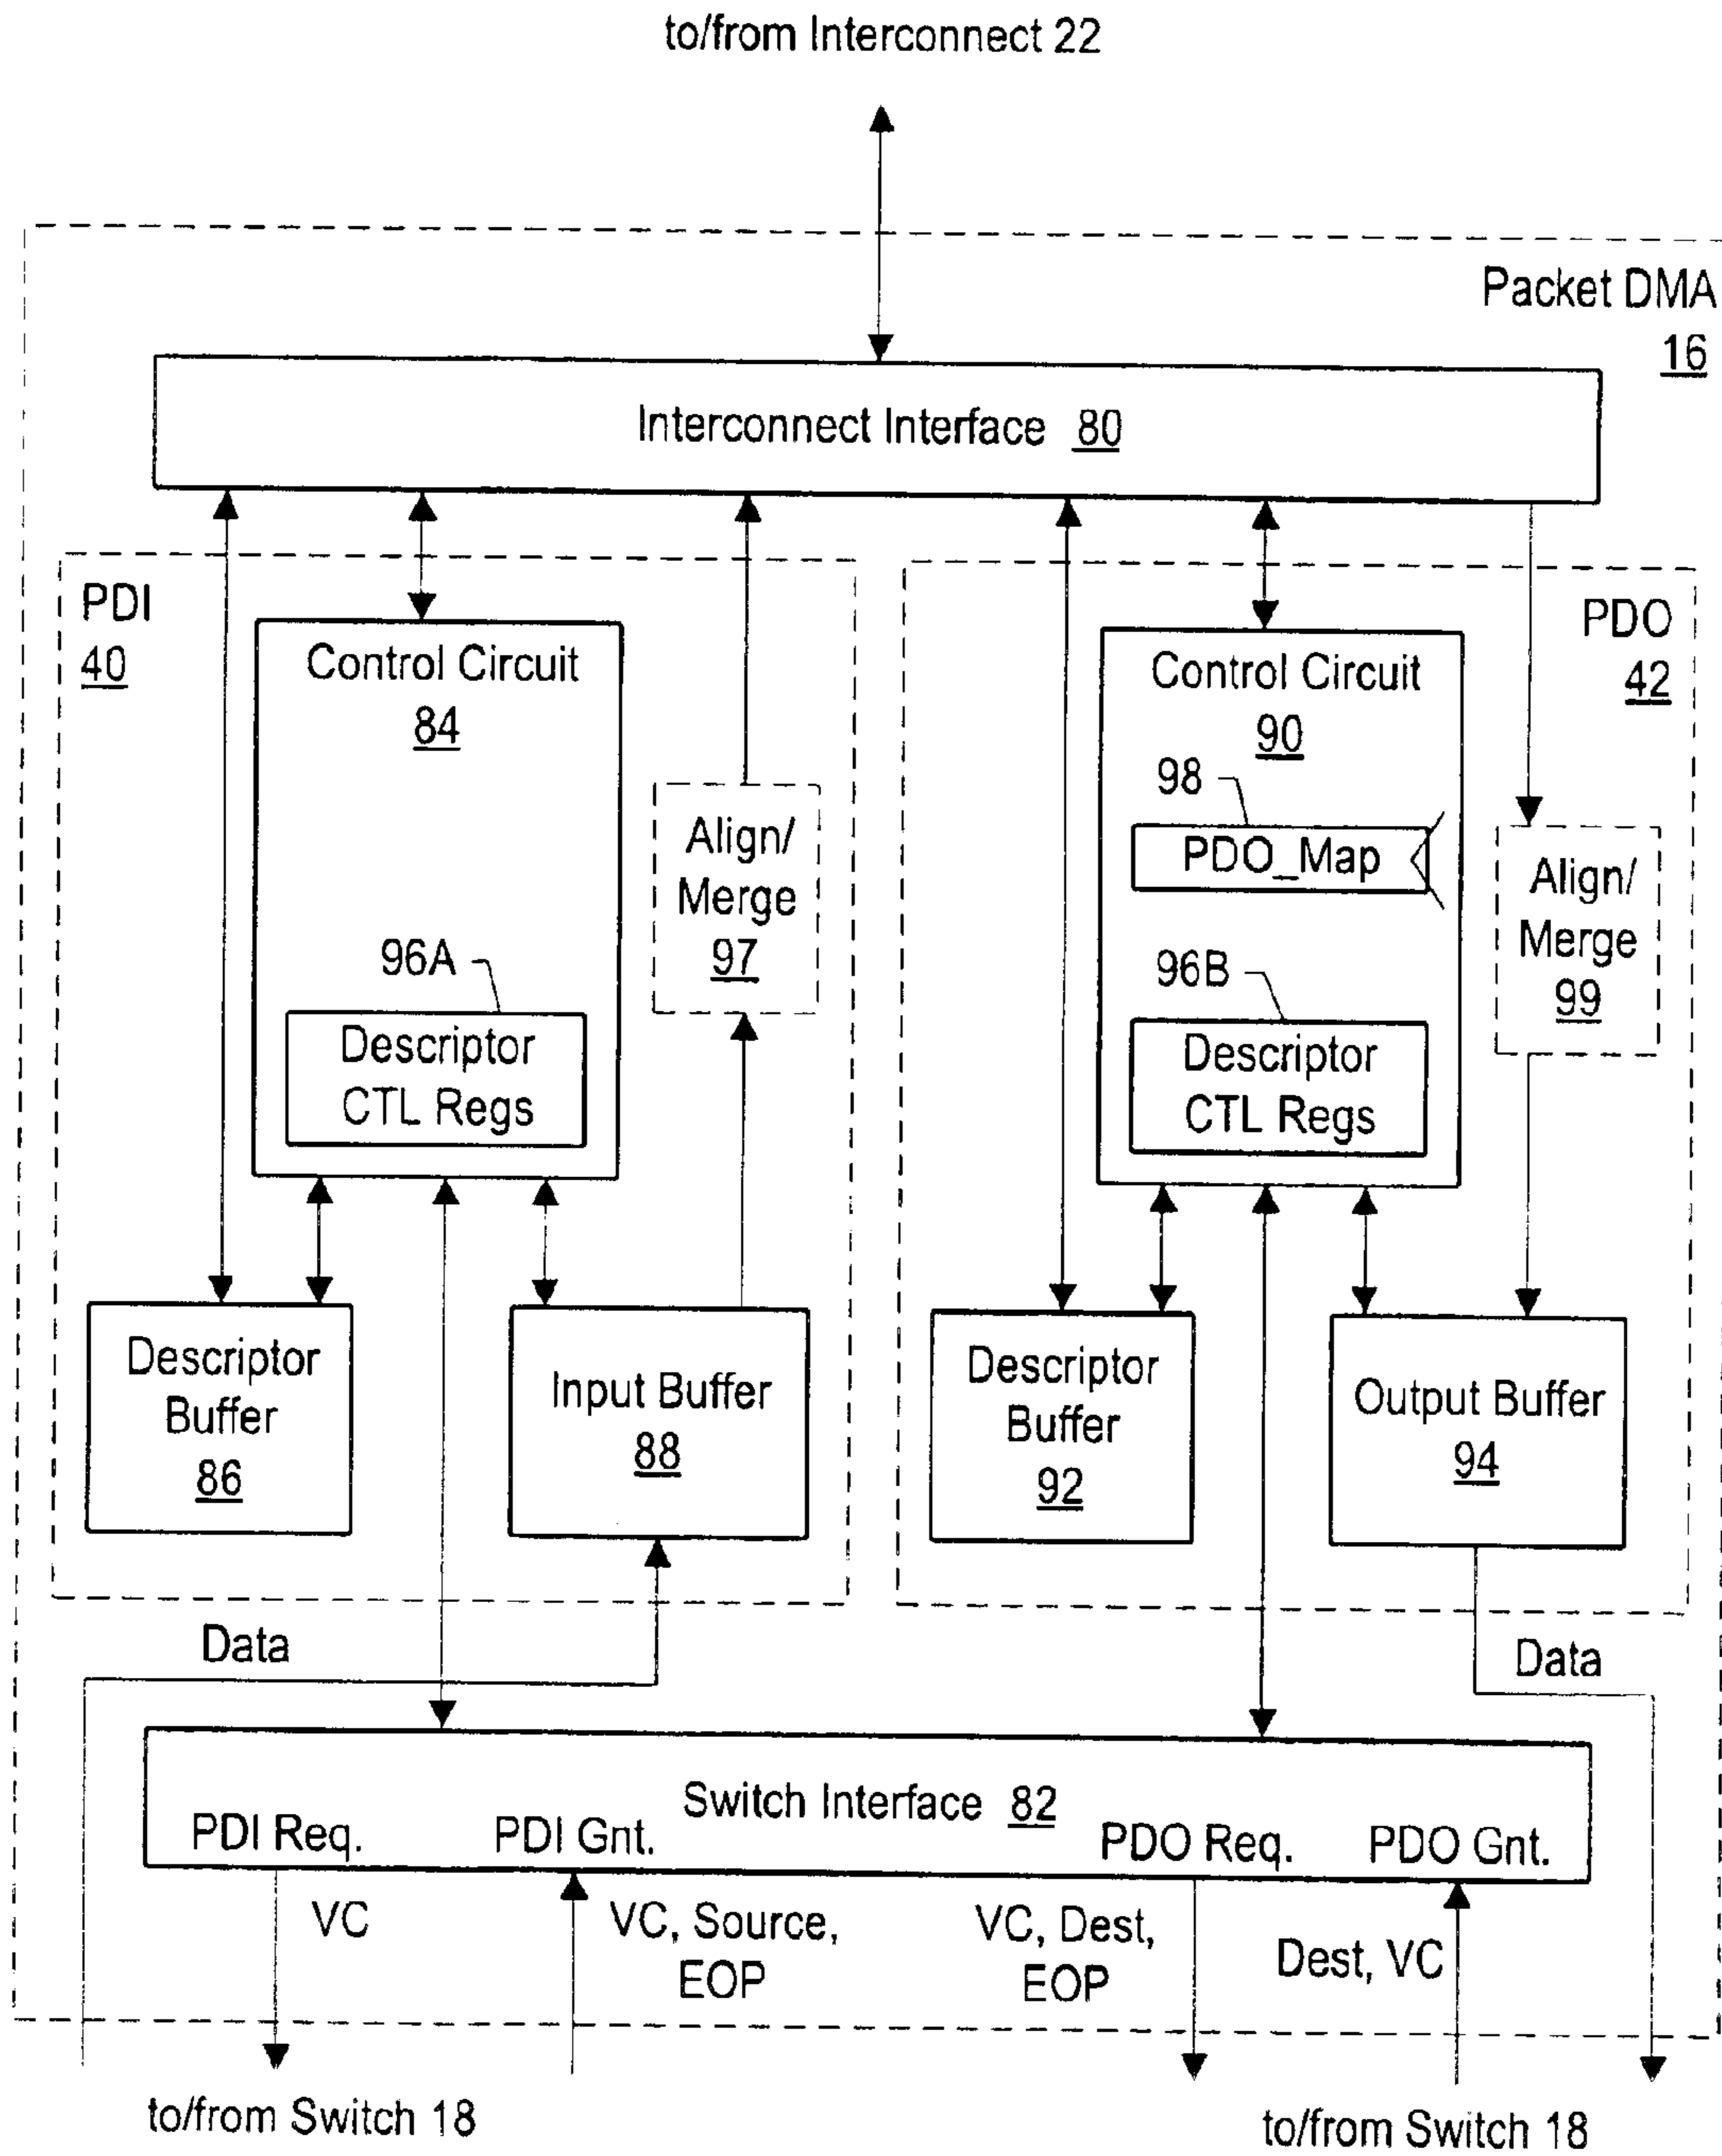 to/from Interconnect 22
Packet DMA
16
Interconnect Interface 80
PDI
40
Control Circuit
84
96A
Descriptor
CTL Regs
Align/
Merge
97
Descriptor
Buffer
86
Input Buffer
88
PDO
42
Control Circuit
90
98
PDO_Map
96B
Descriptor
CTL Regs
Align/
Merge
99
Descriptor
Buffer
92
Output Buffer
94
Data
Data
Switch Interface 82
PDI Req.
PDI Gnt.
PDO Req.
PDO Gnt.
VC
VC, Source,
EOP
VC, Dest,
EOP
Dest, VC
to/from Switch 18
to/from Switch 18